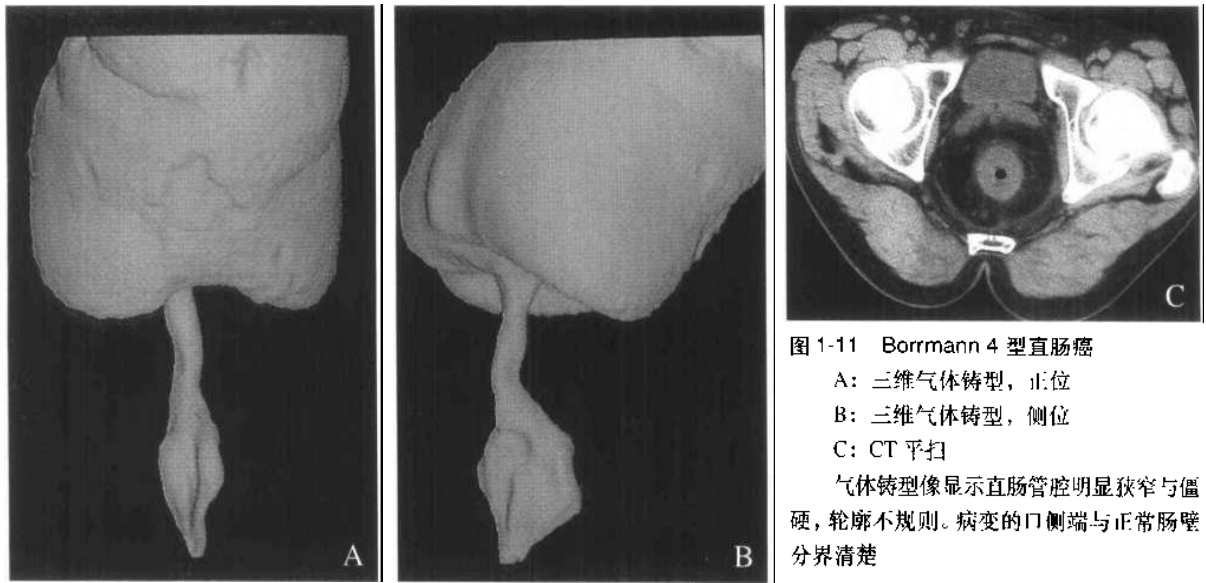 A
B
C
图 1-11 Borrmann 4 型直肠癌
A: 三维气体铸型, 正位
B: 三维气体铸型, 侧位
C: CT 平扫
气体铸型像显示直肠管腔明显狭窄与僵
硬, 轮廓不规则。病变的口侧端与正常肠壁
分界清楚